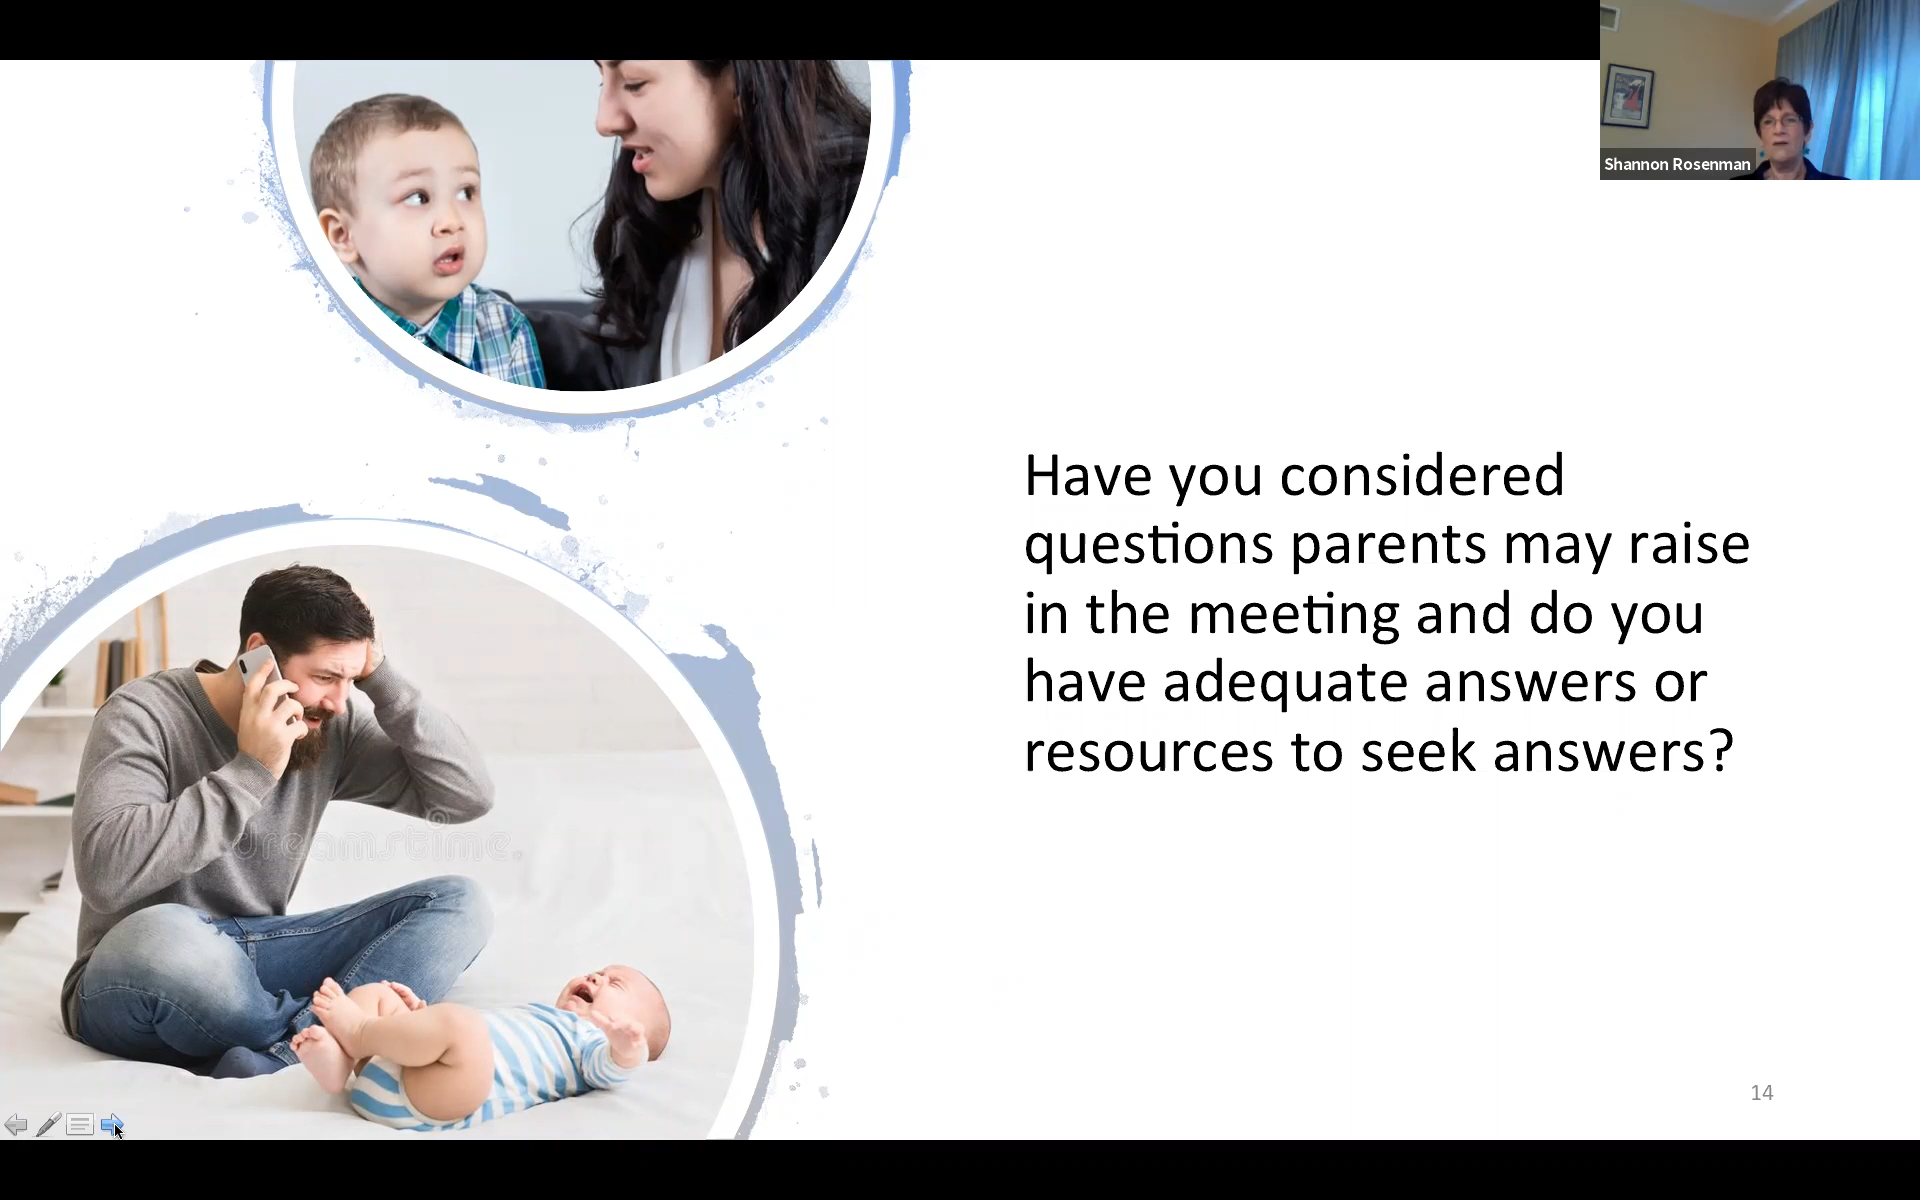 Shannon Rosenman
Have you considered
questions parents may raise
in the meeting and do you
have adequate answers or
resources to seek answers?
dreamstime.
14